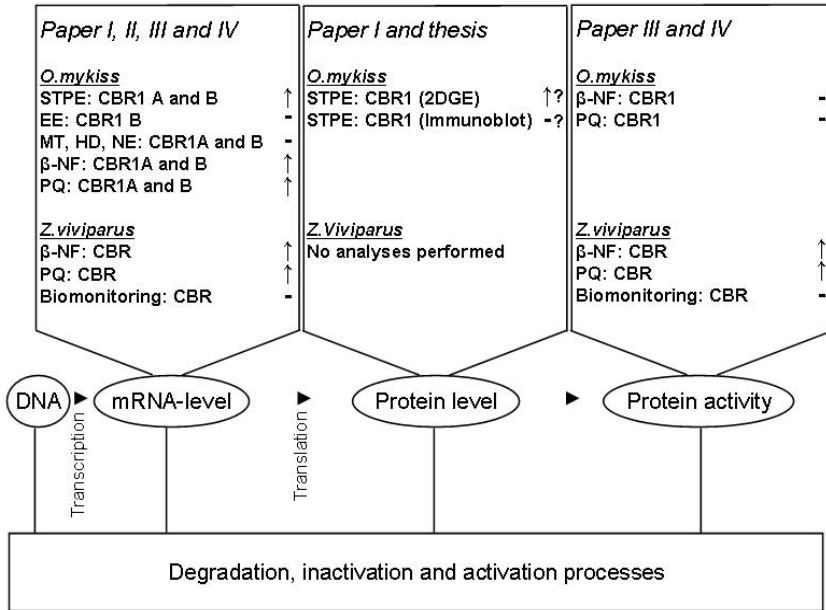 Paper I, II, III and IV
O.mykiss
STPE: CBR1 A and B ↑
EE: CBR1 B -
MT, HD, NE: CBR1A and B -
β-NF: CBR1A and B ↑
PQ: CBR1A and B ↑
Z.viviparus
β-NF: CBR ↑
PQ: CBR ↑
Biomonitoring: CBR -
Paper I and thesis
O.mykiss
STPE: CBR1 (2DGE) ↑?
STPE: CBR1 (Immunoblot) -?
Z.Viviparus
No analyses performed
Paper III and IV
O.mykiss
β-NF: CBR1 -
PQ: CBR1 -
Z.viviparus
β-NF: CBR ↑
PQ: CBR ↑
Biomonitoring: CBR -
DNA
Transcription
mRNA-level
Translation
Protein level
Protein activity
Degradation, inactivation and activation processes